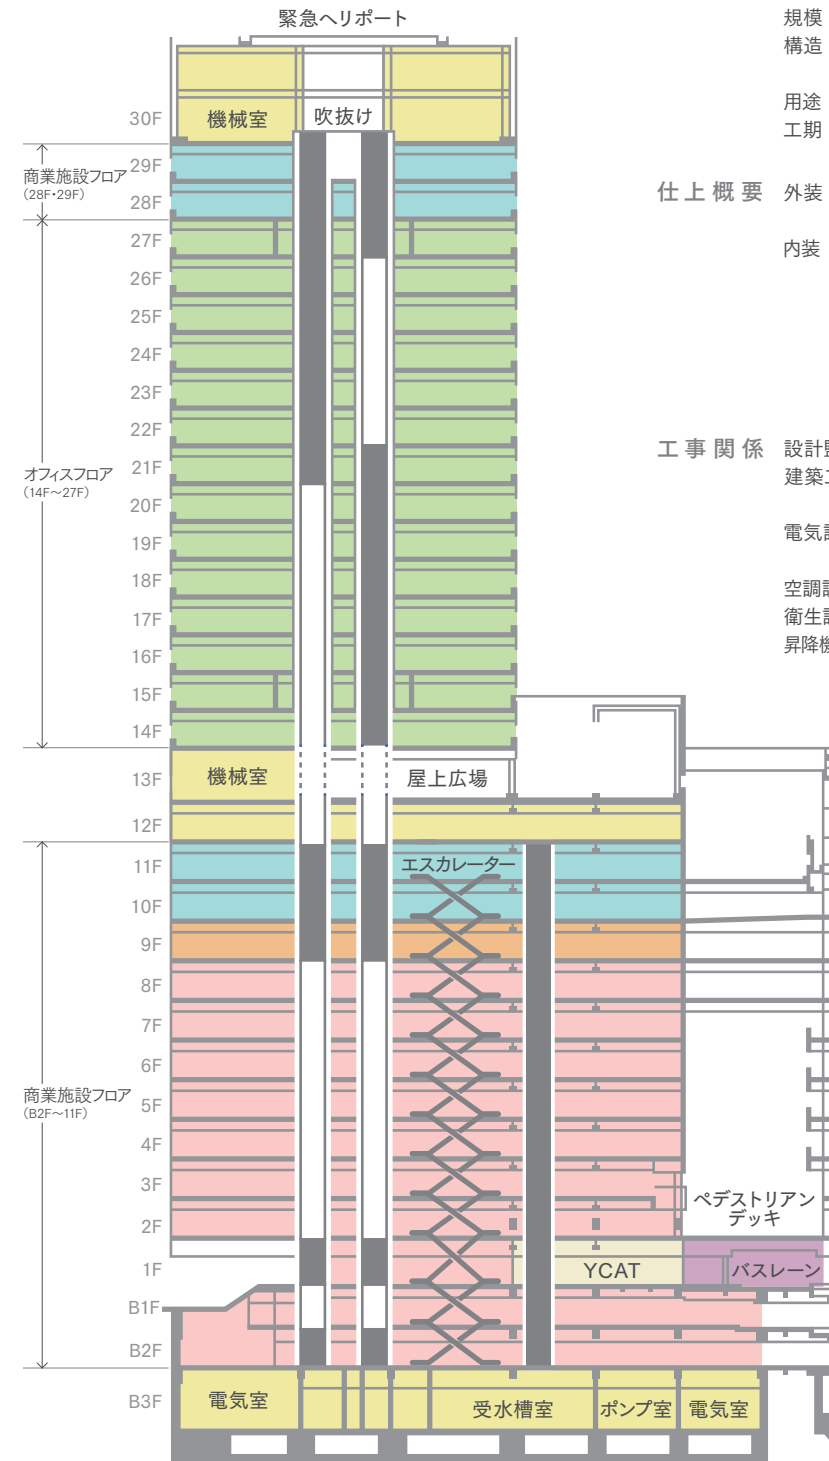 緊急ヘリポート
規模
構造
用途
工期
仕上概要 外装
内装
工事関係 設計
建築
電気
空調
衛生
昇降機
30F 機械室 吹抜け
29F
商業施設フロア
(28F・29F)
28F
27F
26F
25F
24F
23F
22F
21F
オフィスフロア
(14F〜27F)
20F
19F
18F
17F
16F
15F
14F
13F 機械室 屋上広場
12F
11F エスカレーター
10F
9F
8F
7F
6F
商業施設フロア
(B2F〜11F)
5F
4F
3F
ペデストリアン
デッキ
2F
1F YCAT バスレーン
B1F
B2F
B3F 電気室 受水槽室 ポンプ室 電気室